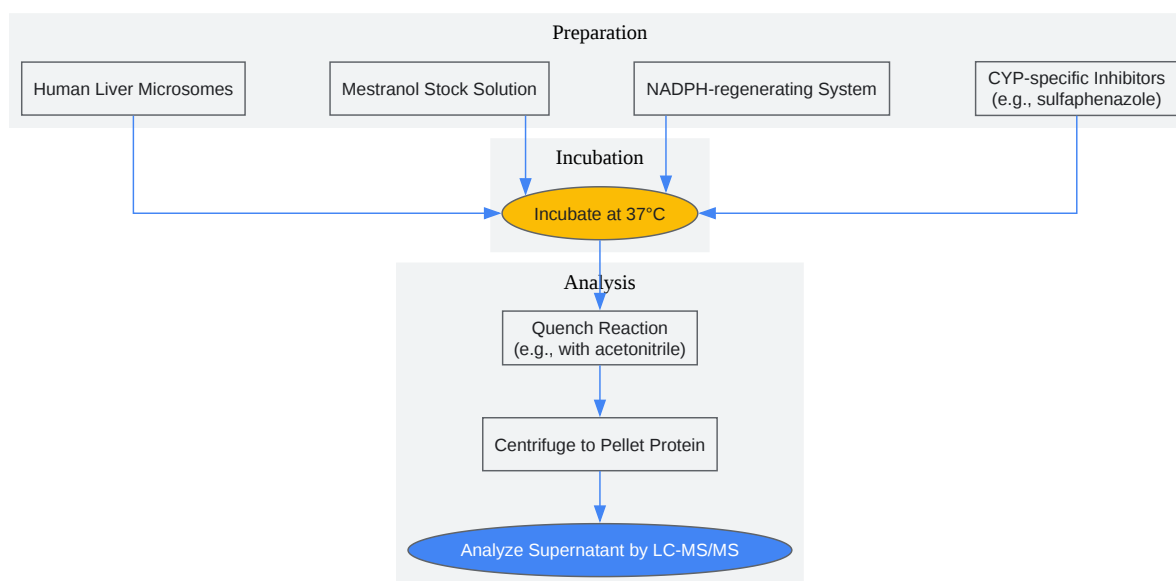 Preparation
Human Liver Microsomes
Mestranol Stock Solution
NADPH-regenerating System
CYP-specific Inhibitors
(e.g., sulfaphenazole)
Incubation
Incubate at 37°C
Analysis
Quench Reaction
(e.g., with acetonitrile)
Centrifuge to Pellet Protein
Analyze Supernatant by LC-MS/MS